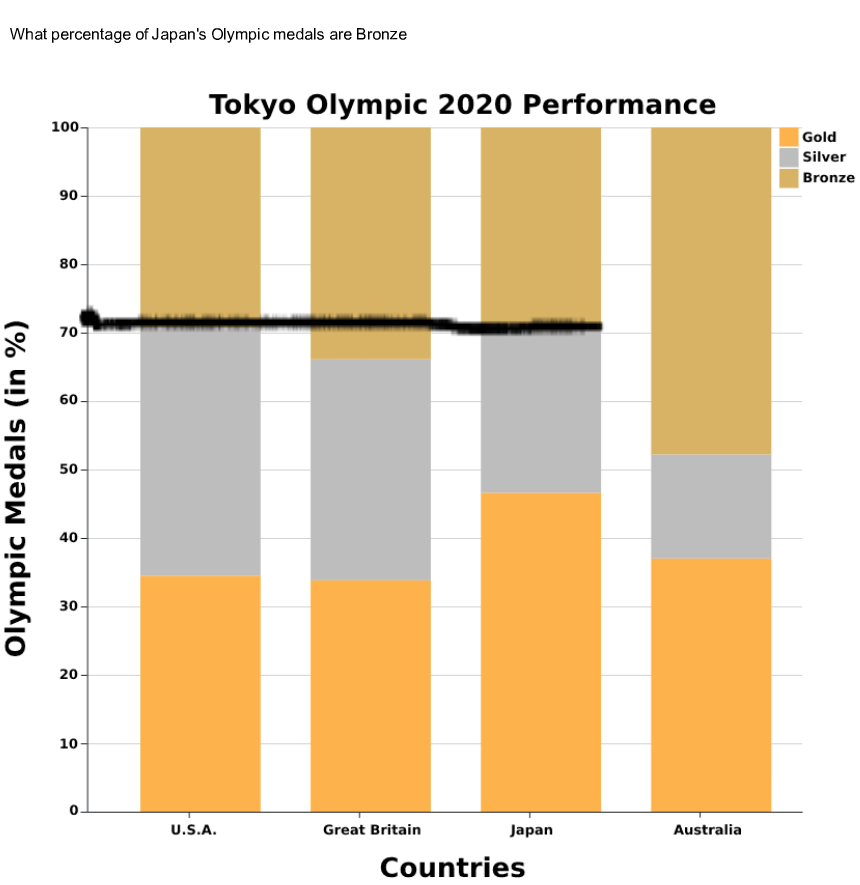 What percentage of Japan's Olympic medals are Bronze
Tokyo Olympic 2020 Performance
Gold
Silver
Bronze
100
90
80
70
60
50
40
30
20
10
0
Olympic Medals (in %)
U.S.A.
Great Britain
Japan
Australia
Countries